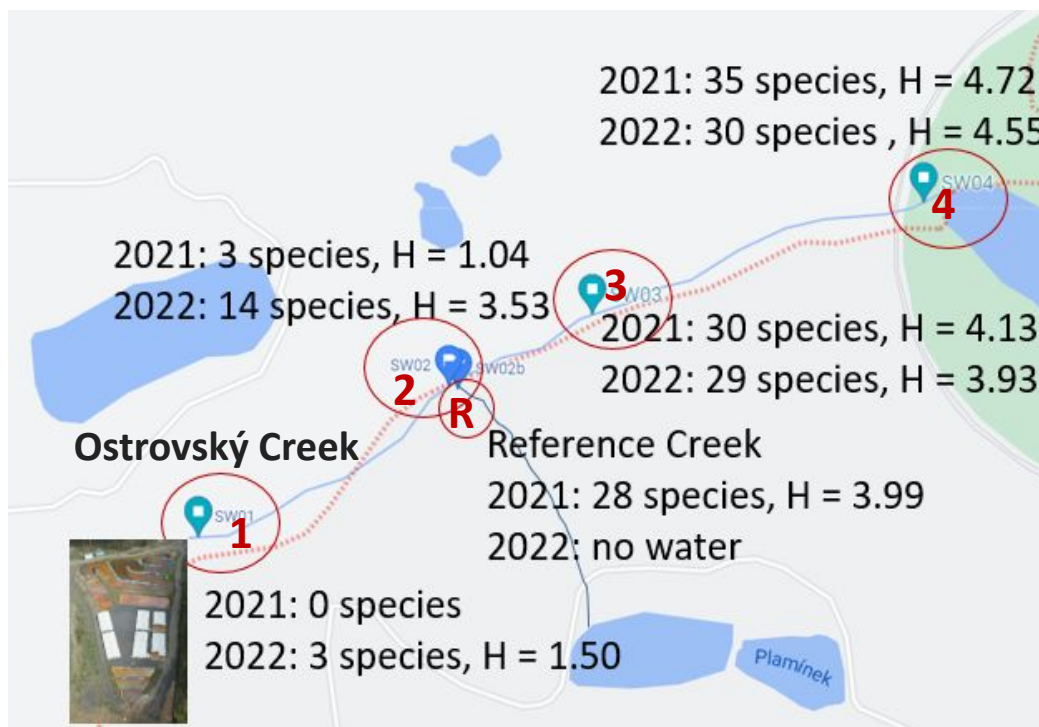 2021: 35 species, H = 4.72
2022: 30 species , H = 4.55
SW04
4
2021: 3 species, H = 1.04
2022: 14 species, H = 3.53
3
SW03
2021: 30 species, H = 4.13
2022: 29 species, H = 3.93
SW02
SW02b
2
R
Ostrovský Creek
Reference Creek
2021: 28 species, H = 3.99
2022: no water
SW01
1
2021: 0 species
2022: 3 species, H = 1.50
Plamínek